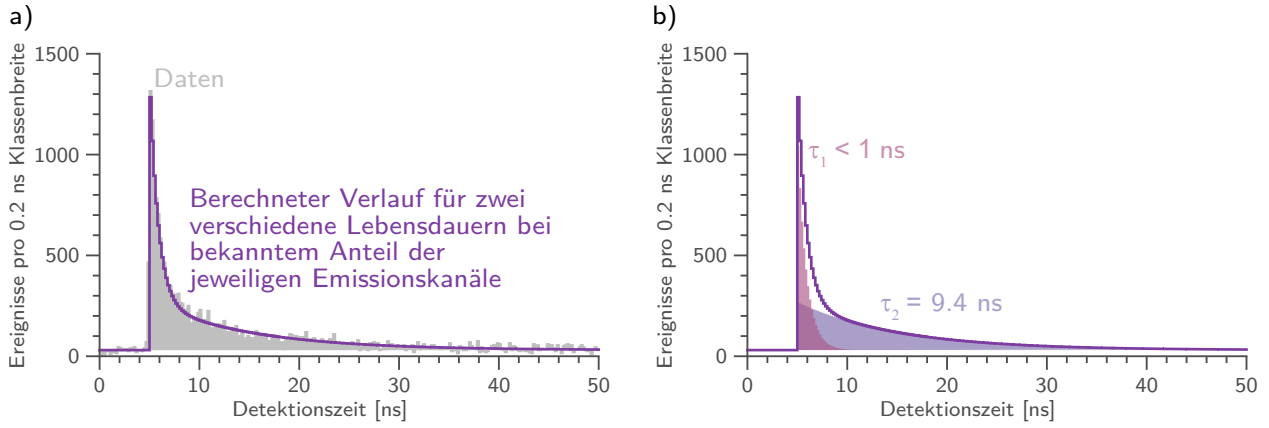 a)
Ereignisse pro 0.2 ns Klassenbreite
1500
1000
500
0
Daten
Berechneter Verlauf für zwei
verschiedene Lebensdauern bei
bekanntem Anteil der
jeweiligen Emissionskanäle
0 10 20 30 40 50
Detektionszeit [ns]
b)
Ereignisse pro 0.2 ns Klassenbreite
1500
1000
500
0
τ₁ < 1 ns
τ₂ = 9.4 ns
0 10 20 30 40 50
Detektionszeit [ns]